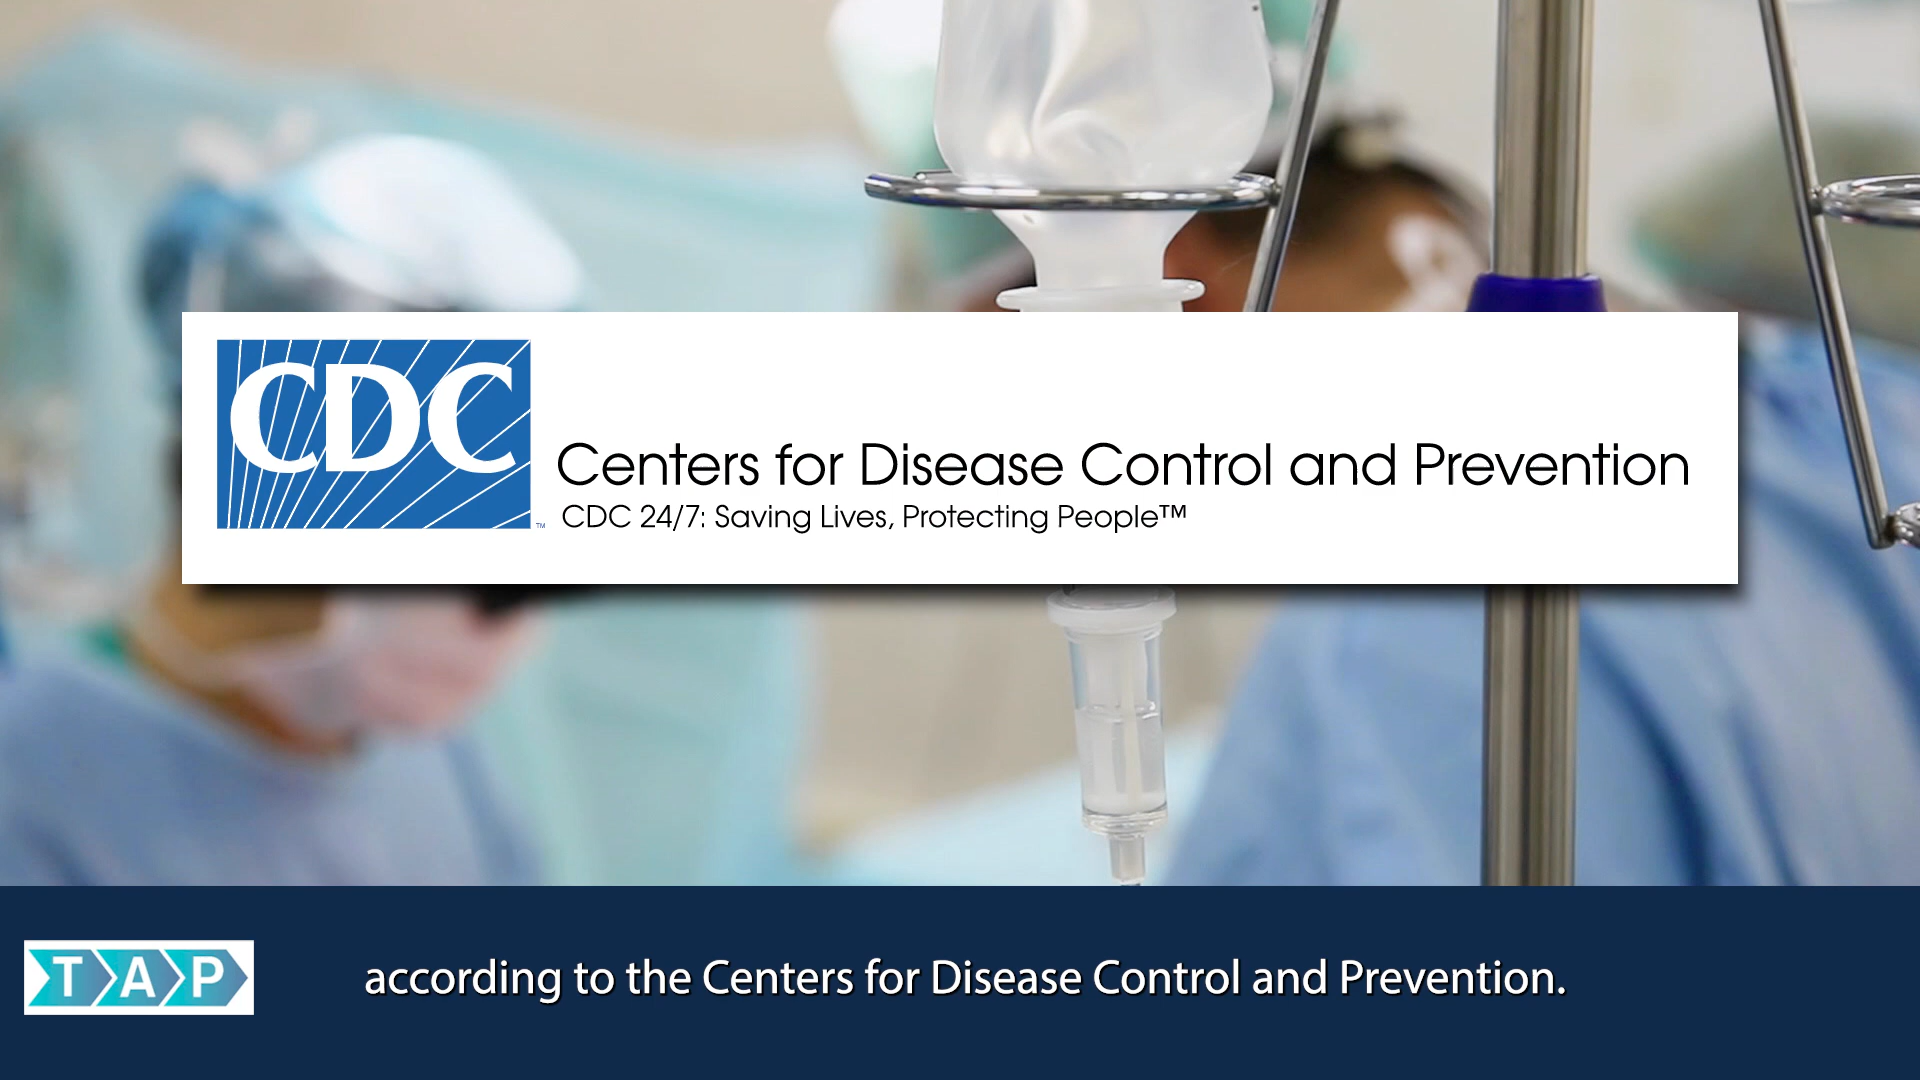 CDC
TM
Centers for Disease Control and Prevention
CDC 24/7: Saving Lives, Protecting People™
TAP
according to the Centers for Disease Control and Prevention.